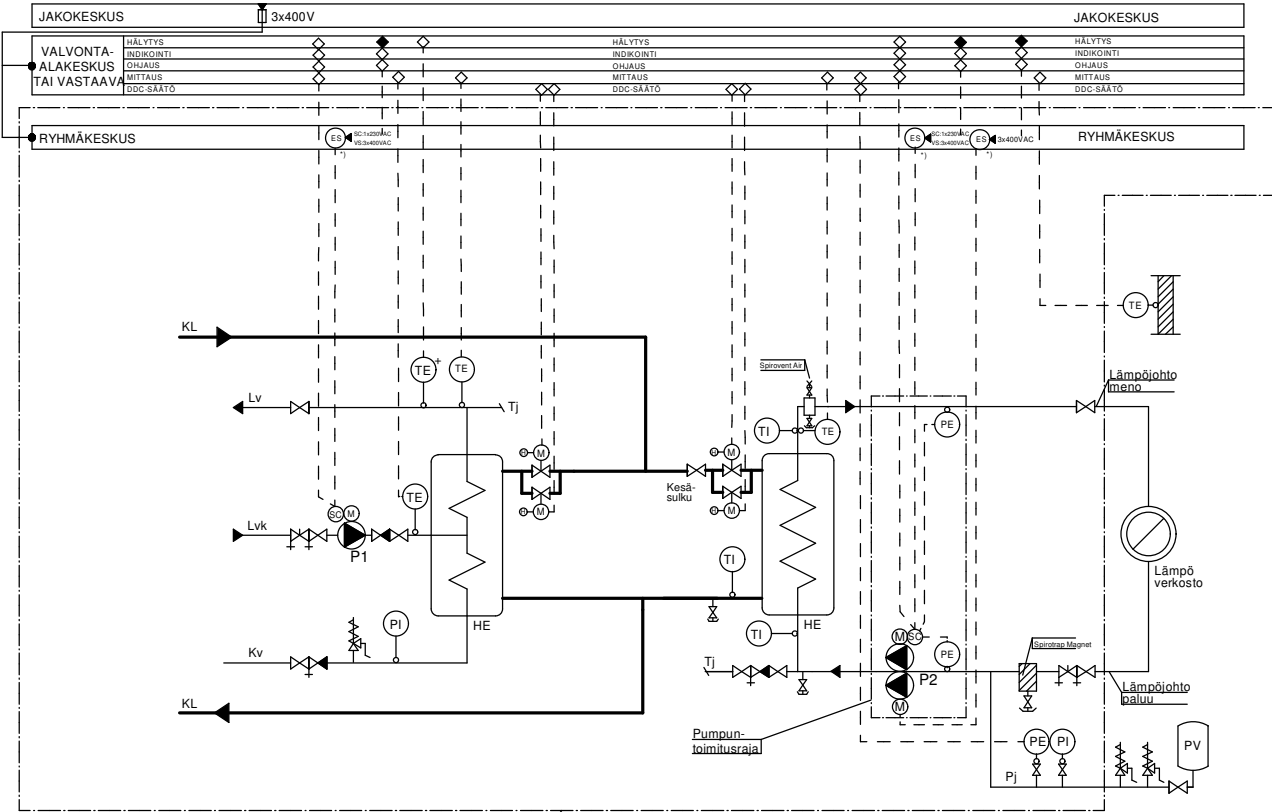 JAKOKESKUS 3x400V JAKOKESKUS
VALVONTA-
ALAKESKUS
TAI VASTAAVA
HÄLYTYS HÄLYTYS HÄLYTYS
INDIKOINTI INDIKOINTI INDIKOINTI
OHJAUS OHJAUS OHJAUS
MITTAUS MITTAUS MITTAUS
DDC-SÄÄTÖ DDC-SÄÄTÖ DDC-SÄÄTÖ
RYHMÄKESKUS RYHMÄKESKUS
ES SC:1x230VAC
VS:3x400VAC
*)
ES SC:1x230VAC
VS:3x400VAC
*)
ES 3x400VAC
*)
TE
KL
TE + TE
Spirovent Air
Lämpöjohto
meno
Lv Tj
TI TE PE
H M H M
Kesä-
sulku
TE
SC M
H M H M
Lvk P1
TI
Lämpö
verkosto
PI HE HE
TI M SC PE
Spirotrap Magnet
Kv Tj P2
Lämpöjohto
paluu
KL M
Pumpun-
toimitusraja
PE PI PV
Pj